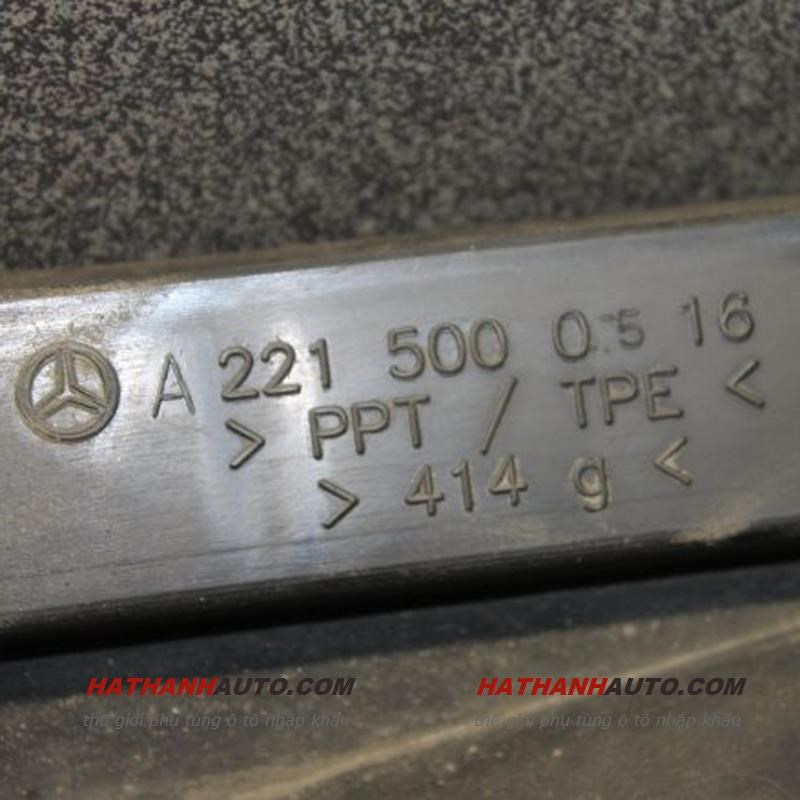 A 221 500 0 5 16
> PPT / TPE <
> 414 g <
HATHANHAUTO.COM HATHANHAUTO.COM
thế giới phụ tùng ô tô nhập khẩu thế giới phụ tùng ô tô nhập khẩu